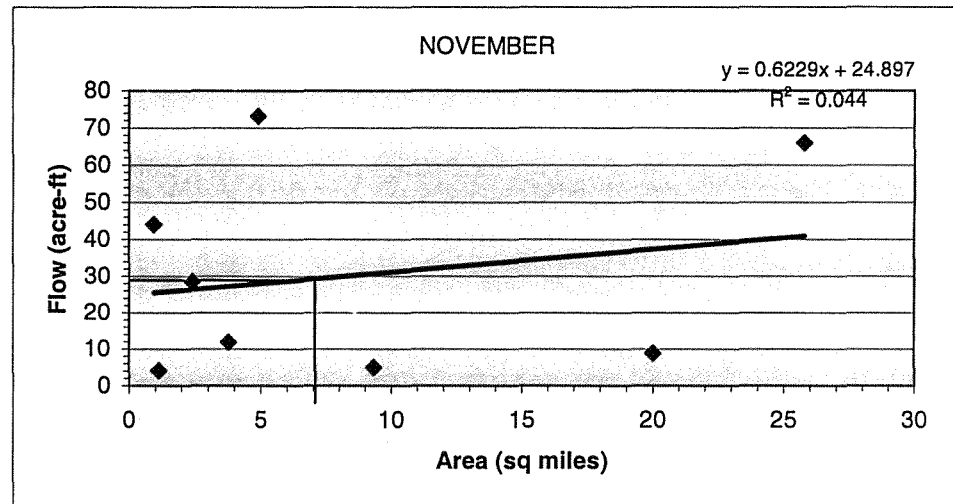 NOVEMBER
y = 0.6229x + 24.897
R² = 0.044
80
70
60
50
40
30
20
10
0
Flow (acre-ft)
0 5 10 15 20 25 30
Area (sq miles)